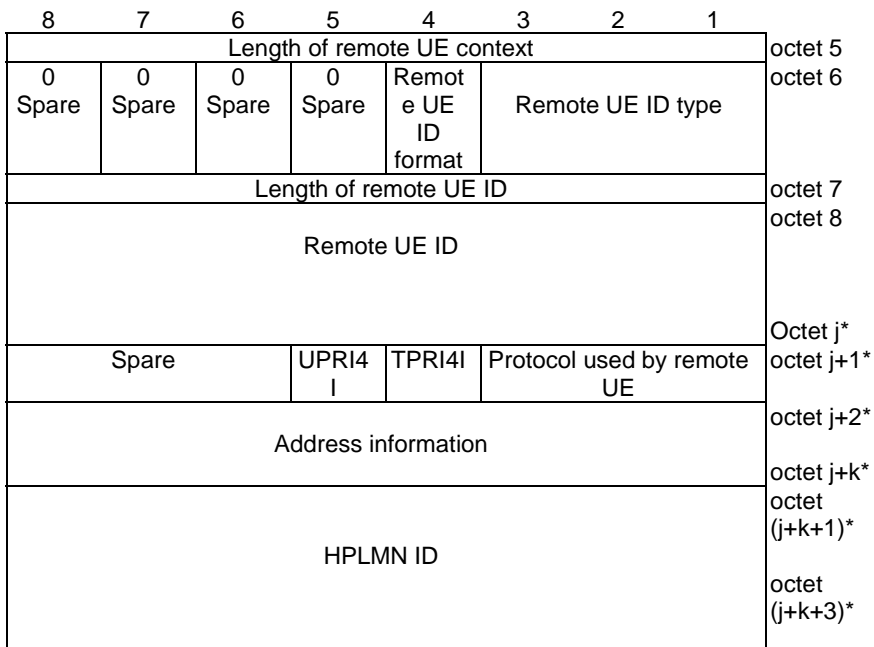 8 7 6 5 4 3 2 1
Length of remote UE context octet 5
0 0 0 0 Remot octet 6
Spare Spare Spare Spare e UE Remote UE ID type
ID
format
Length of remote UE ID octet 7
octet 8
Remote UE ID
Octet j*
Spare UPRI4 TPRI4I Protocol used by remote octet j+1*
I UE
octet j+2*
Address information
octet j+k*
octet
(j+k+1)*
HPLMN ID
octet
(j+k+3)*